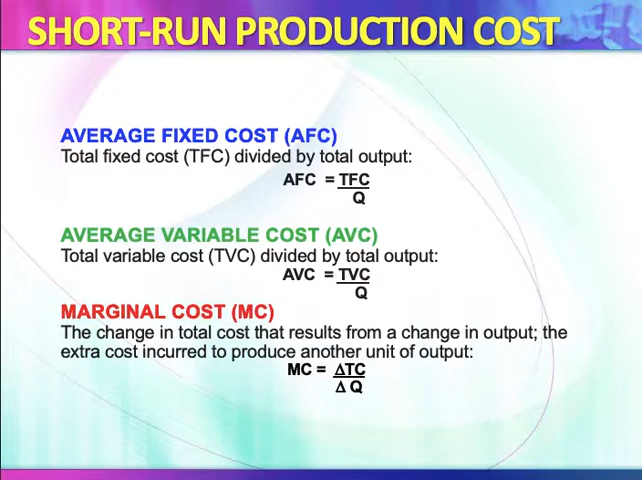 SHORT-RUN PRODUCTION COST
AVERAGE FIXED COST (AFC)
Total fixed cost (TFC) divided by total output:
AFC = TFC
Q
AVERAGE VARIABLE COST (AVC)
Total variable cost (TVC) divided by total output:
AVC = TVC
Q
MARGINAL COST (MC)
The change in total cost that results from a change in output; the
extra cost incurred to produce another unit of output:
MC = ΔTC
Δ Q